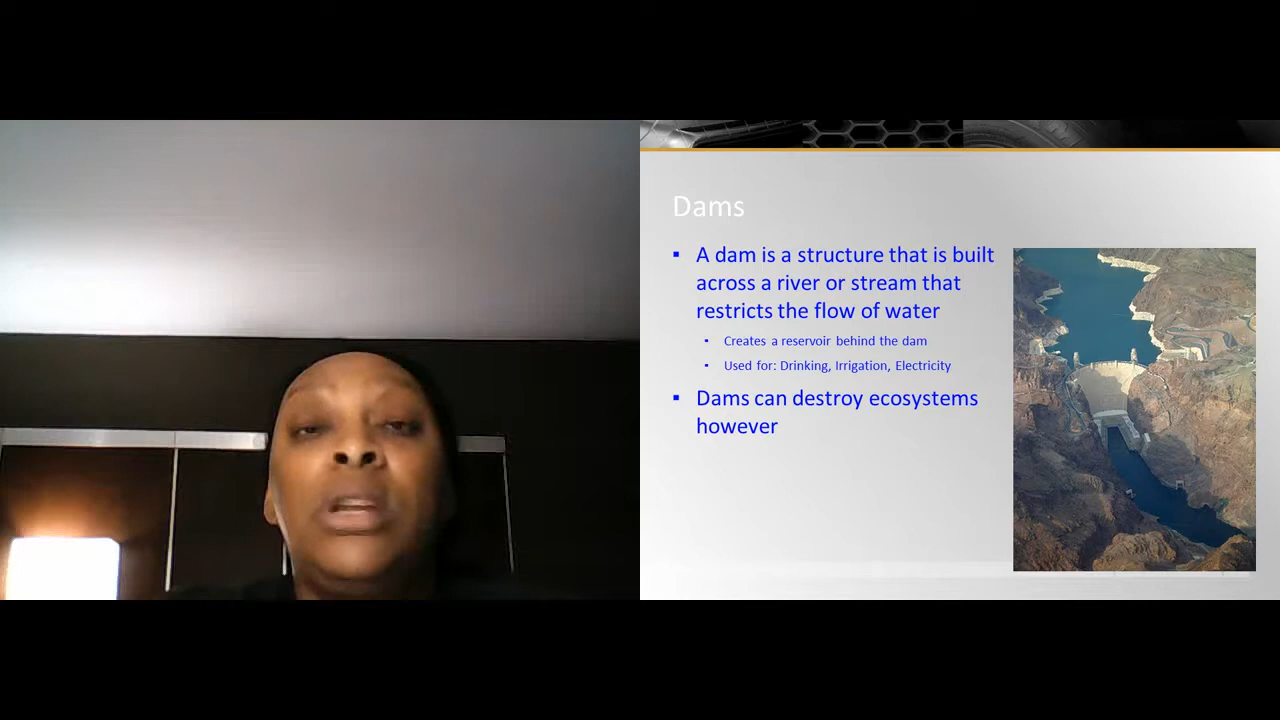 Dams
▪ A dam is a structure that is built
across a river or stream that
restricts the flow of water
▪ Creates a reservoir behind the dam
▪ Used for: Drinking, Irrigation, Electricity
▪ Dams can destroy ecosystems
however